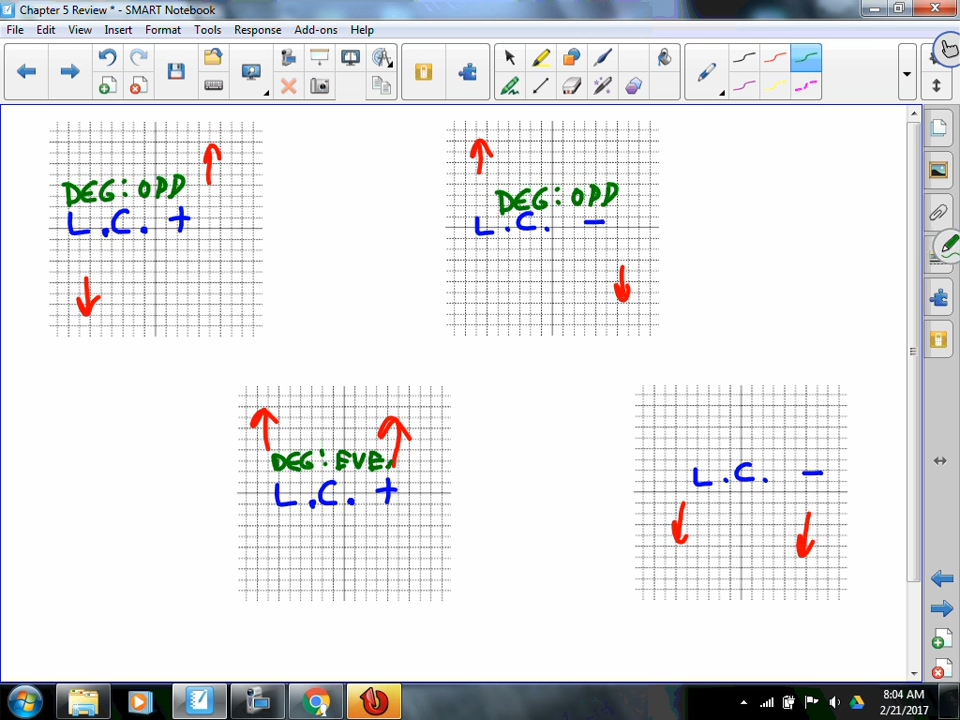 Chapter 5 Review * - SMART Notebook
File Edit View Insert Format Tools Response Add-ons Help
DEG: ODD
L.C. +
DEG: ODD
L.C. -
DEG: EVE
L.C. +
L.C. -
8:04 AM
2/21/2017